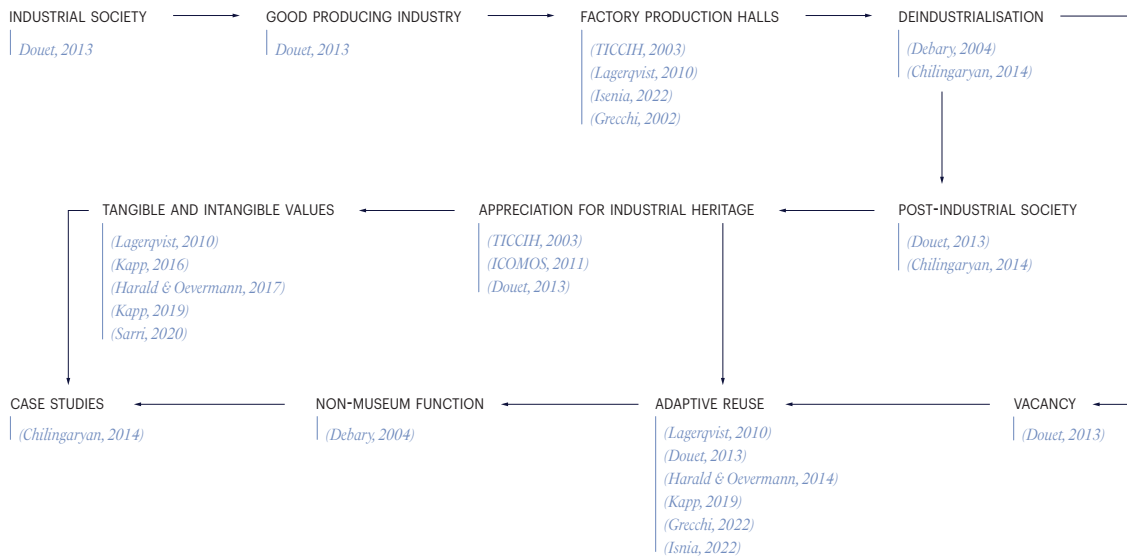 INDUSTRIAL SOCIETY
Douet, 2013
GOOD PRODUCING INDUSTRY
Douet, 2013
FACTORY PRODUCTION HALLS
(TICCIH, 2003)
(Lagerqvist, 2010)
(Isenia, 2022)
(Grecchi, 2002)
DEINDUSTRIALISATION
(Debary, 2004)
(Chilingaryan, 2014)
TANGIBLE AND INTANGIBLE VALUES
(Lagerqvist, 2010)
(Kapp, 2016)
(Harald & Oevermann, 2017)
(Kapp, 2019)
(Sarri, 2020)
APPRECIATION FOR INDUSTRIAL HERITAGE
(TICCIH, 2003)
(ICOMOS, 2011)
(Douet, 2013)
POST-INDUSTRIAL SOCIETY
(Douet, 2013)
(Chilingaryan, 2014)
CASE STUDIES
(Chilingaryan, 2014)
NON-MUSEUM FUNCTION
(Debary, 2004)
ADAPTIVE REUSE
(Lagerqvist, 2010)
(Douet, 2013)
(Harald & Oevermann, 2014)
(Kapp, 2019)
(Grecchi, 2022)
(Isnia, 2022)
VACANCY
(Douet, 2013)